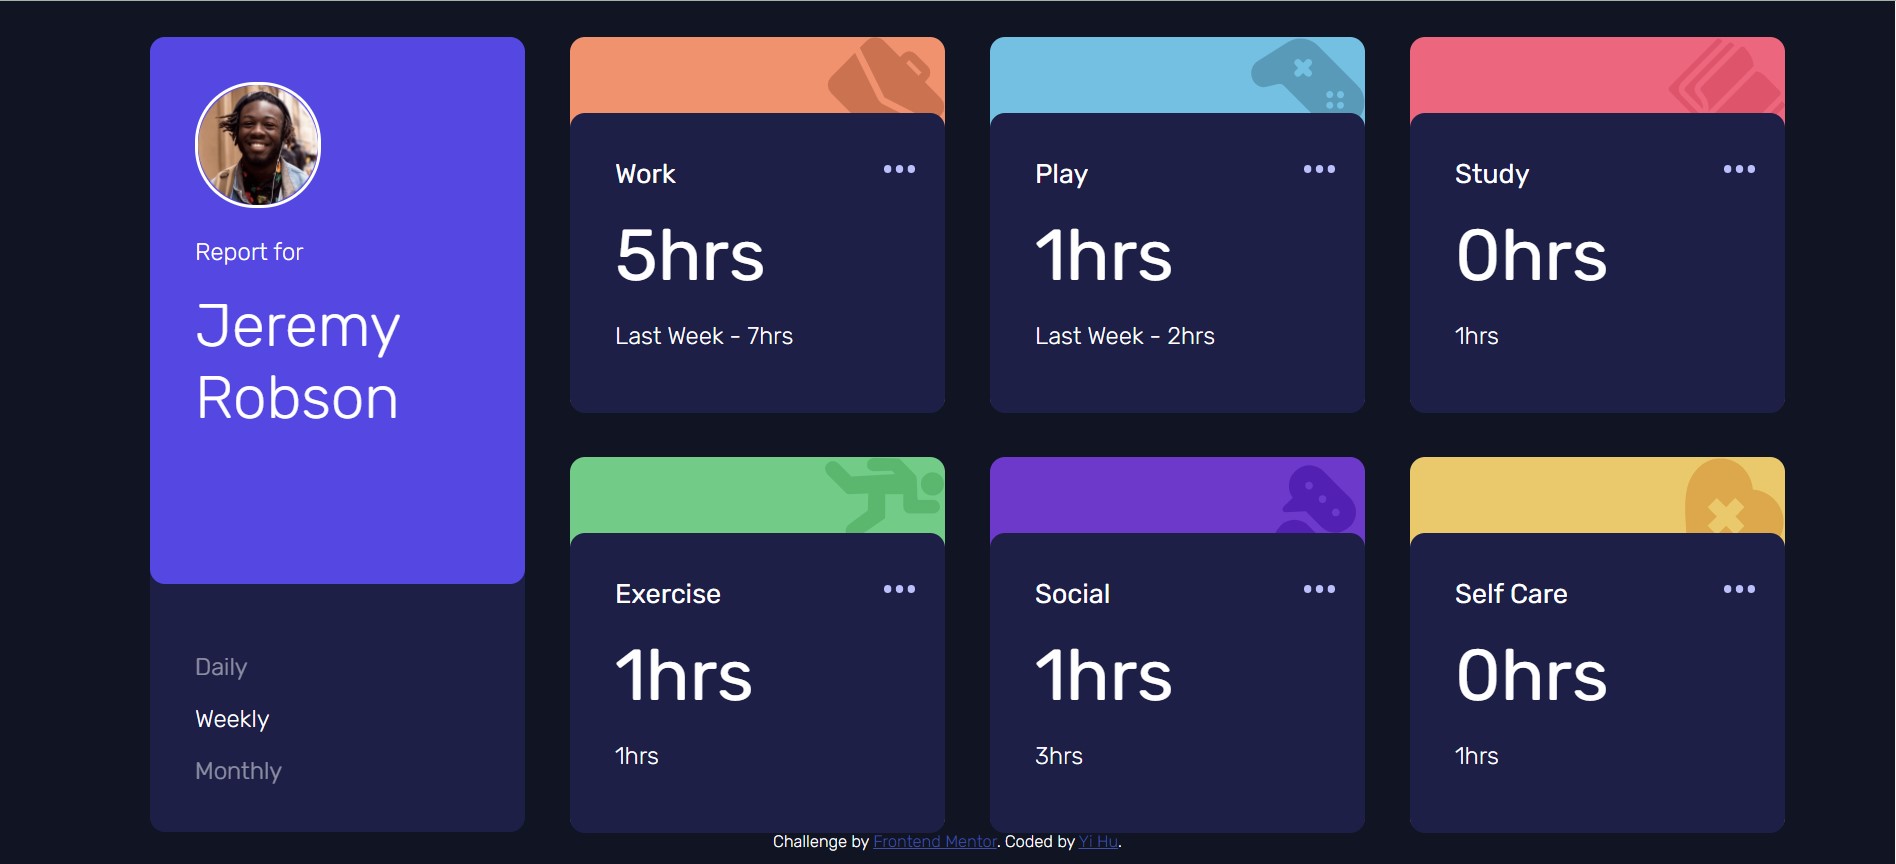 Report for
Jeremy
Robson
Daily
Weekly
Monthly
Work
5hrs
Last Week - 7hrs
Play
1hrs
Last Week - 2hrs
Study
0hrs
1hrs
Exercise
1hrs
1hrs
Social
1hrs
3hrs
Self Care
0hrs
1hrs
Challenge by Frontend Mentor. Coded by Yi Hu.